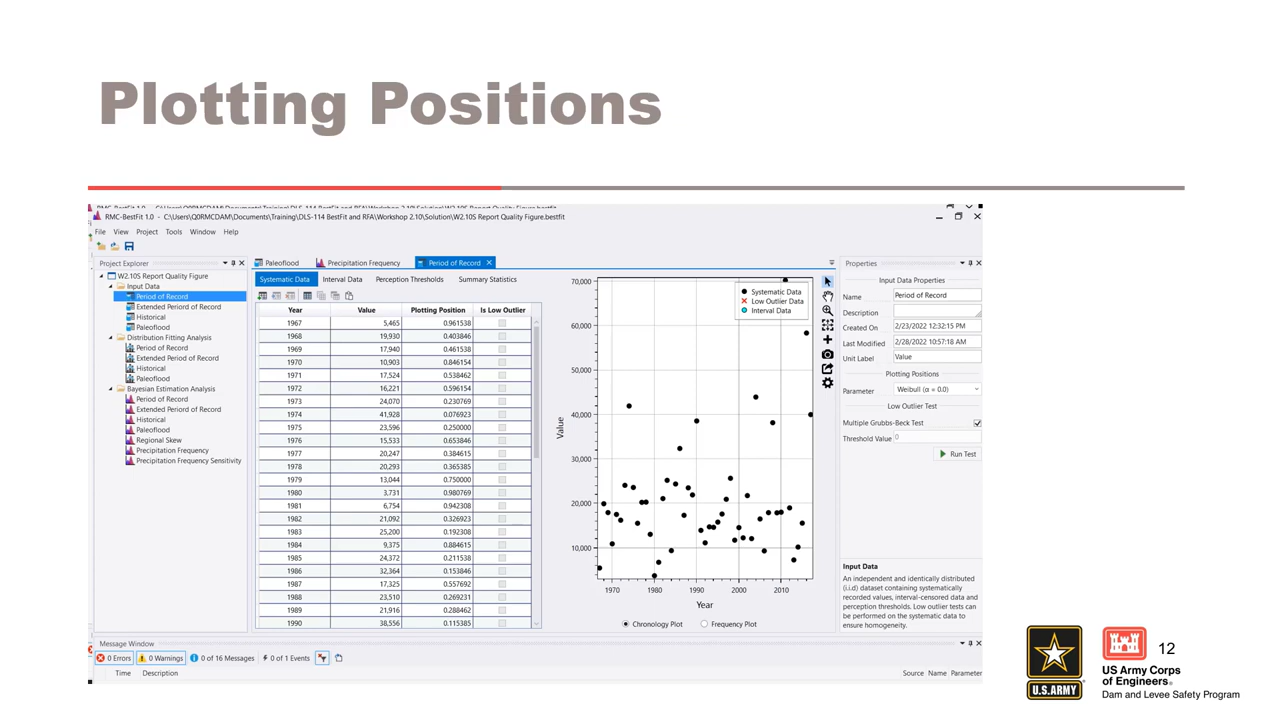 Plotting Positions
RMC-BestFit 1.0 - C:\Users\Q0RMCDAM\Documents\Training\DLS-114 BestFit and RFA\Workshop 2.10\Solution\W2.10S Report Quality Figure.bestfit
File View Project Tools Window Help
Project Explorer
W2.10S Report Quality Figure
Input Data
Period of Record
Extended Period of Record
Historical
Paleoflood
Distribution Fitting Analysis
Period of Record
Extended Period of Record
Historical
Paleoflood
Bayesian Estimation Analysis
Period of Record
Extended Period of Record
Historical
Paleoflood
Regional Skew
Precipitation Frequency
Precipitation Frequency Sensitivity
Paleoflood Precipitation Frequency Period of Record
Systematic Data Interval Data Perception Thresholds Summary Statistics
Year Value Plotting Position Is Low Outlier
1967 5,465 0.961538
1968 19,930 0.403846
1969 17,940 0.461538
1970 10,903 0.846154
1971 17,524 0.538462
1972 16,221 0.596154
1973 24,070 0.230769
1974 41,928 0.076923
1975 23,596 0.250000
1976 15,533 0.653846
1977 20,247 0.384615
1978 20,293 0.365385
1979 13,044 0.750000
1980 3,731 0.980769
1981 6,754 0.942308
1982 21,092 0.326923
1983 25,200 0.192308
1984 9,375 0.884615
1985 24,372 0.211538
1986 32,364 0.153846
1987 17,325 0.557692
1988 23,510 0.269231
1989 21,916 0.288462
1990 38,556 0.115385
70,000
60,000
50,000
40,000
30,000
20,000
10,000
Value
1970 1980 1990 2000 2010
Year
Systematic Data
Low Outlier Data
Interval Data
Chronology Plot Frequency Plot
Properties
Input Data Properties
Name Period of Record
Description
Created On 2/23/2022 12:32:15 PM
Last Modified 2/28/2022 10:57:18 AM
Unit Label Value
Plotting Positions
Parameter Weibull (α = 0.0)
Low Outlier Test
Multiple Grubbs-Beck Test
Threshold Value 0
Run Test
Input Data
An independent and identically distributed
(i.i.d) dataset containing systematically
recorded values, interval-censored data and
perception thresholds. Low outlier tests can
be performed on the systematic data to
ensure homogeneity.
Message Window
0 Errors 0 Warnings 0 of 16 Messages 0 of 1 Events
Time Description Source Name Parameter
U.S.ARMY
US Army Corps
of Engineers®
Dam and Levee Safety Program
12